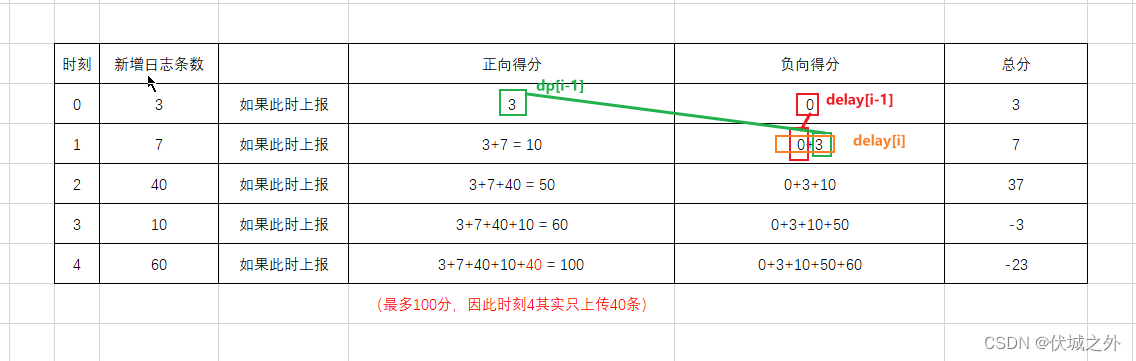 时刻 新增日志条数 正向得分 负向得分 总分
dp[i-1]
0 3 如果此时上报 3 0 delay[i-1] 3
1 7 如果此时上报 3+7 = 10 0+3 delay[i] 7
2 40 如果此时上报 3+7+40 = 50 0+3+10 37
3 10 如果此时上报 3+7+40+10 = 60 0+3+10+50 -3
4 60 如果此时上报 3+7+40+10+40 = 100 0+3+10+50+60 -23
（最多100分，因此时刻4其实只上传40条）
CSDN @伏城之外